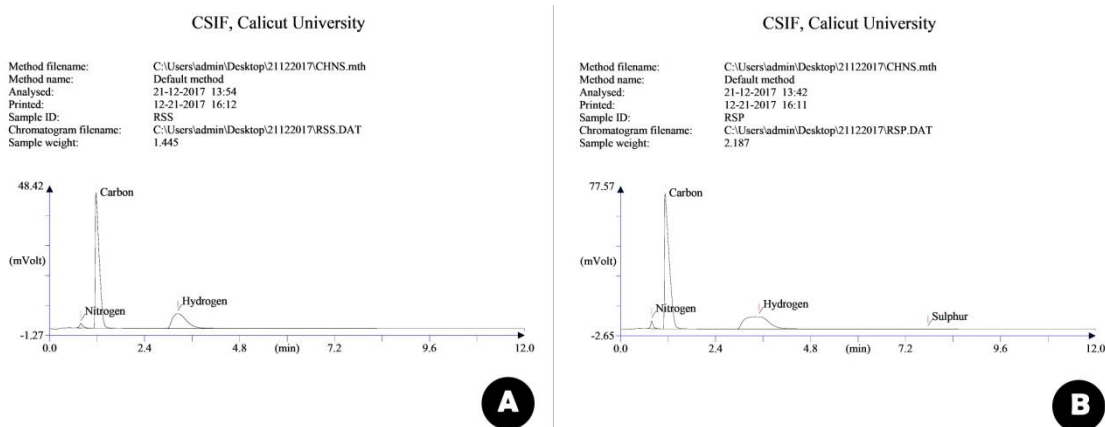 CSIF, Calicut University
Method filename: C:\Users\admin\Desktop\21122017\CHNS.mth
Method name: Default method
Analysed: 21-12-2017 13:54
Printed: 12-21-2017 16:12
Sample ID: RSS
Chromatogram filename: C:\Users\admin\Desktop\21122017\RSS.DAT
Sample weight: 1.445
48.42
Carbon
(mVolt)
Hydrogen
Nitrogen
-1.27
0.0 2.4 4.8 (min) 7.2 9.6 12.0
A
CSIF, Calicut University
Method filename: C:\Users\admin\Desktop\21122017\CHNS.mth
Method name: Default method
Analysed: 21-12-2017 13:42
Printed: 12-21-2017 16:11
Sample ID: RSP
Chromatogram filename: C:\Users\admin\Desktop\21122017\RSP.DAT
Sample weight: 2.187
77.57
Carbon
(mVolt)
Nitrogen Hydrogen
Sulphur
-2.65
0.0 2.4 4.8 (min) 7.2 9.6 12.0
B